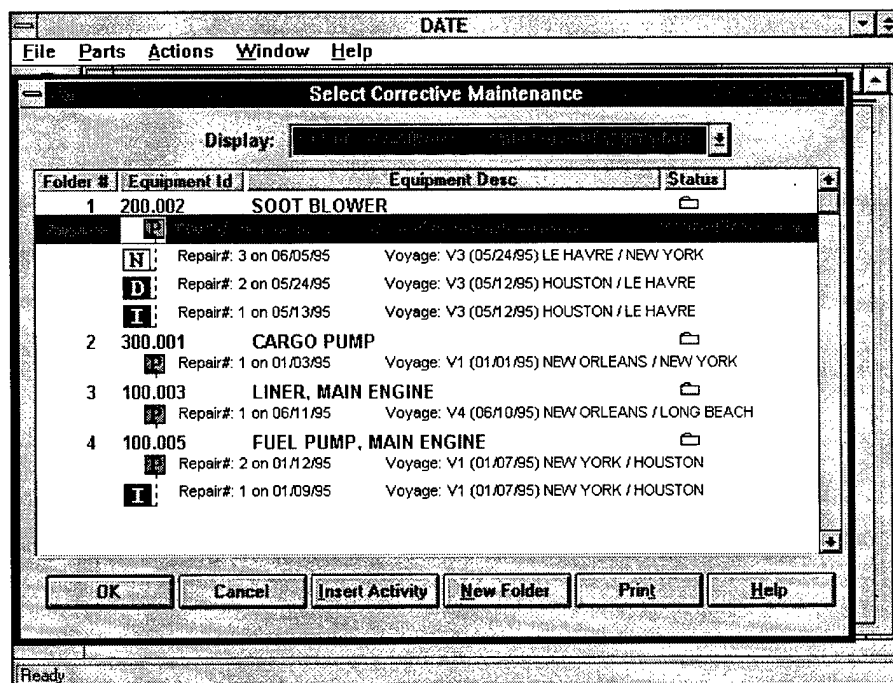 DATE
File Parts Actions Window Help
Select Corrective Maintenance
Display:
Folder # Equipment Id Equipment Desc Status
1 200.002 SOOT BLOWER
P
N Repair#: 3 on 06/05/95 Voyage: V3 (05/24/95) LE HAVRE / NEW YORK
D Repair#: 2 on 05/24/95 Voyage: V3 (05/12/95) HOUSTON / LE HAVRE
I Repair#: 1 on 05/13/95 Voyage: V3 (05/12/95) HOUSTON / LE HAVRE
2 300.001 CARGO PUMP
P Repair#: 1 on 01/03/95 Voyage: V1 (01/01/95) NEW ORLEANS / NEW YORK
3 100.003 LINER, MAIN ENGINE
P Repair#: 1 on 06/11/95 Voyage: V4 (06/10/95) NEW ORLEANS / LONG BEACH
4 100.005 FUEL PUMP, MAIN ENGINE
P Repair#: 2 on 01/12/95 Voyage: V1 (01/07/95) NEW YORK / HOUSTON
I Repair#: 1 on 01/09/95 Voyage: V1 (01/07/95) NEW YORK / HOUSTON
OK Cancel Insert Activity New Folder Print Help
Ready